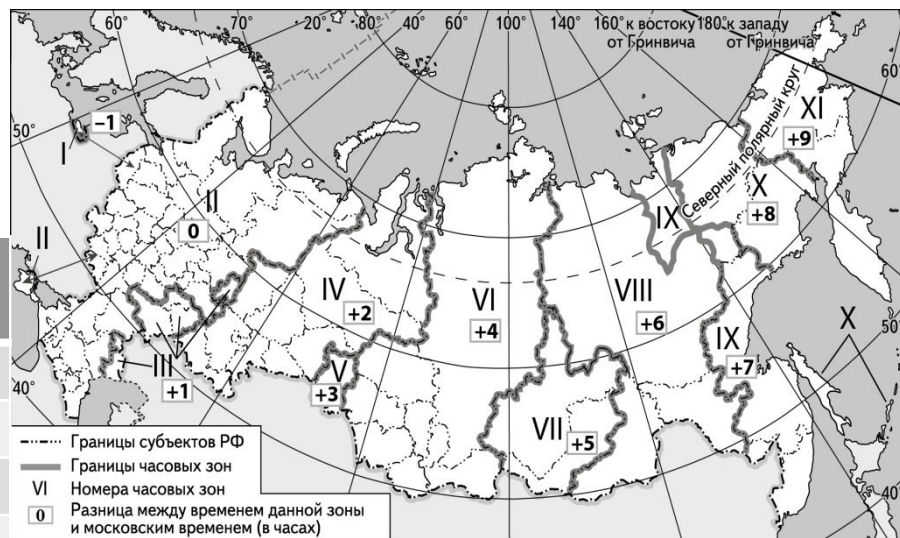 60°
70°
20°
40°
60°
100°
140°
160° к востоку
от Гринвича
180° к западу
от Гринвича
60°
50°
I
–1
Северный полярный круг
XI
+9
X
+8
II
0
II
IX
IV
+2
VI
+4
VIII
+6
X
IX
+7
50°
40°
III
+1
V
+3
VII
+5
40°
Границы субъектов РФ
Границы часовых зон
VI Номера часовых зон
0 Разница между временем данной зоны
и московским временем (в часах)